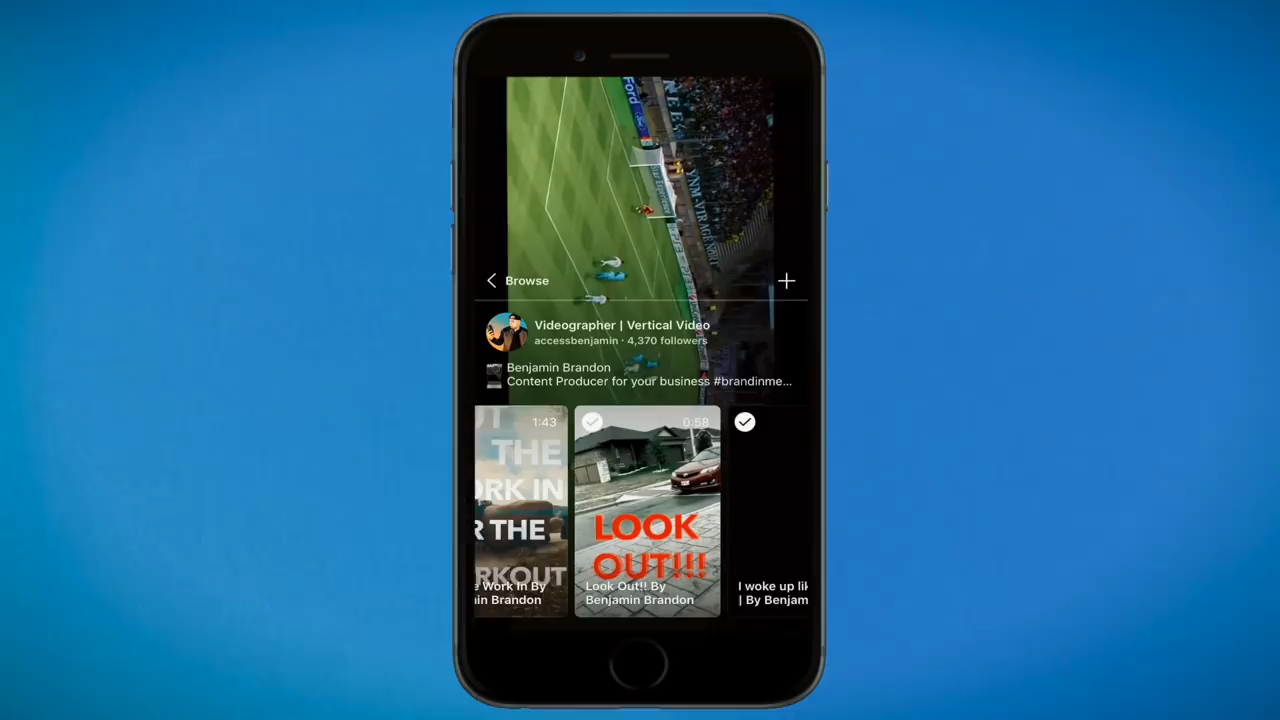 Ford
< Browse
Videographer | Vertical Video
accessbenjamin · 4,370 followers
Benjamin Brandon
Content Producer for your business #brandinme...
1:43
THE
RK IN
R THE
RKOUT
e Work In By
in Brandon
0:58
LOOK
OUT!!!
Look Out!! By
Benjamin Brandon
I woke up lik
| By Benjam